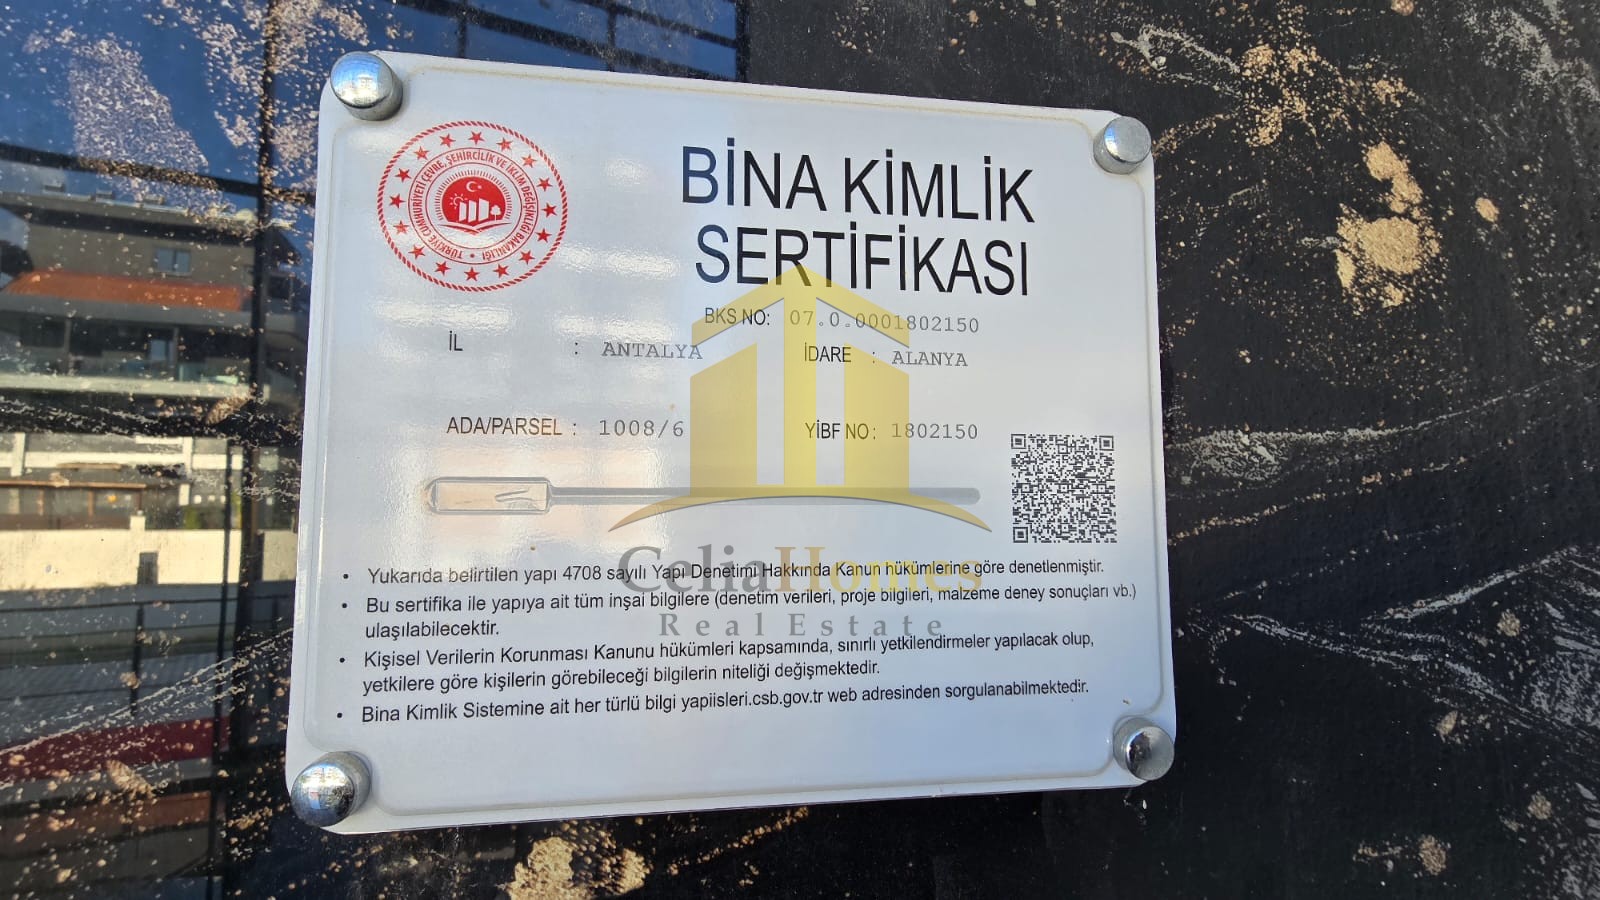 TÜRKİYE CUMHURİYETİ ÇEVRE, ŞEHİRCİLİK VE İKLİM DEĞİŞİKLİĞİ BAKANLIĞI
BİNA KİMLİK
SERTİFİKASI
BKS NO: 07.0.0001802150
İL : ANTALYA İDARE : ALANYA
ADA/PARSEL : 1008/6 YİBF NO: 1802150
• Yukarıda belirtilen yapı 4708 sayılı Yapı Denetimi Hakkında Kanun hükümlerine göre denetlenmiştir.
• Bu sertifika ile yapıya ait tüm inşai bilgilere (denetim verileri, proje bilgileri, malzeme deney sonuçları vb.)
ulaşılabilecektir.
• Kişisel Verilerin Korunması Kanunu hükümleri kapsamında, sınırlı yetkilendirmeler yapılacak olup,
yetkilere göre kişilerin görebileceği bilgilerin niteliği değişmektedir.
• Bina Kimlik Sistemine ait her türlü bilgi yapiisleri.csb.gov.tr web adresinden sorgulanabilmektedir.
CeliaHomes
Real Estate